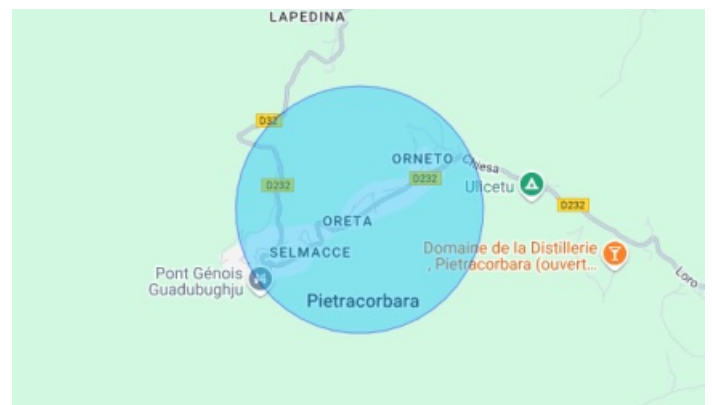 LAPEDINA
D32
ORNETO
Chiesa
D232
D232
Ulicetu
D232
ORETA
SELMACCE
Domaine de la Distillerie
, Pietracorbara (ouvert...
Pont Génois
Guadubughju
Loro
Pietracorbara